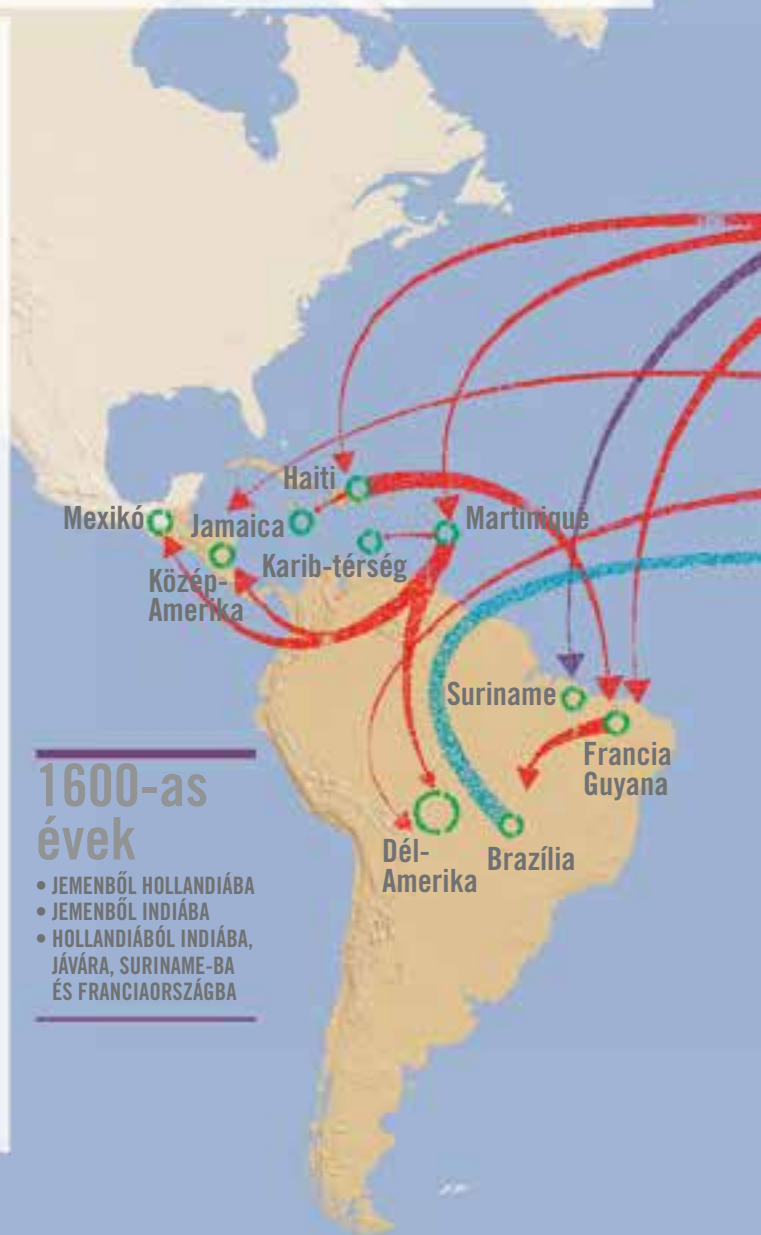 Haiti
Mexikó
Jamaica
Martinique
Karib-térség
Közép-
Amerika
Suriname
Francia
Guyana
Dél-
Amerika
Brazília
1600-as
évek
• JEMENBŐL HOLLANDIÁBA
• JEMENBŐL INDIÁBA
• HOLLANDIÁBÓL INDIÁBA,
JÁVÁRA, SURINAME-BA
ÉS FRANCIAORSZÁGBA